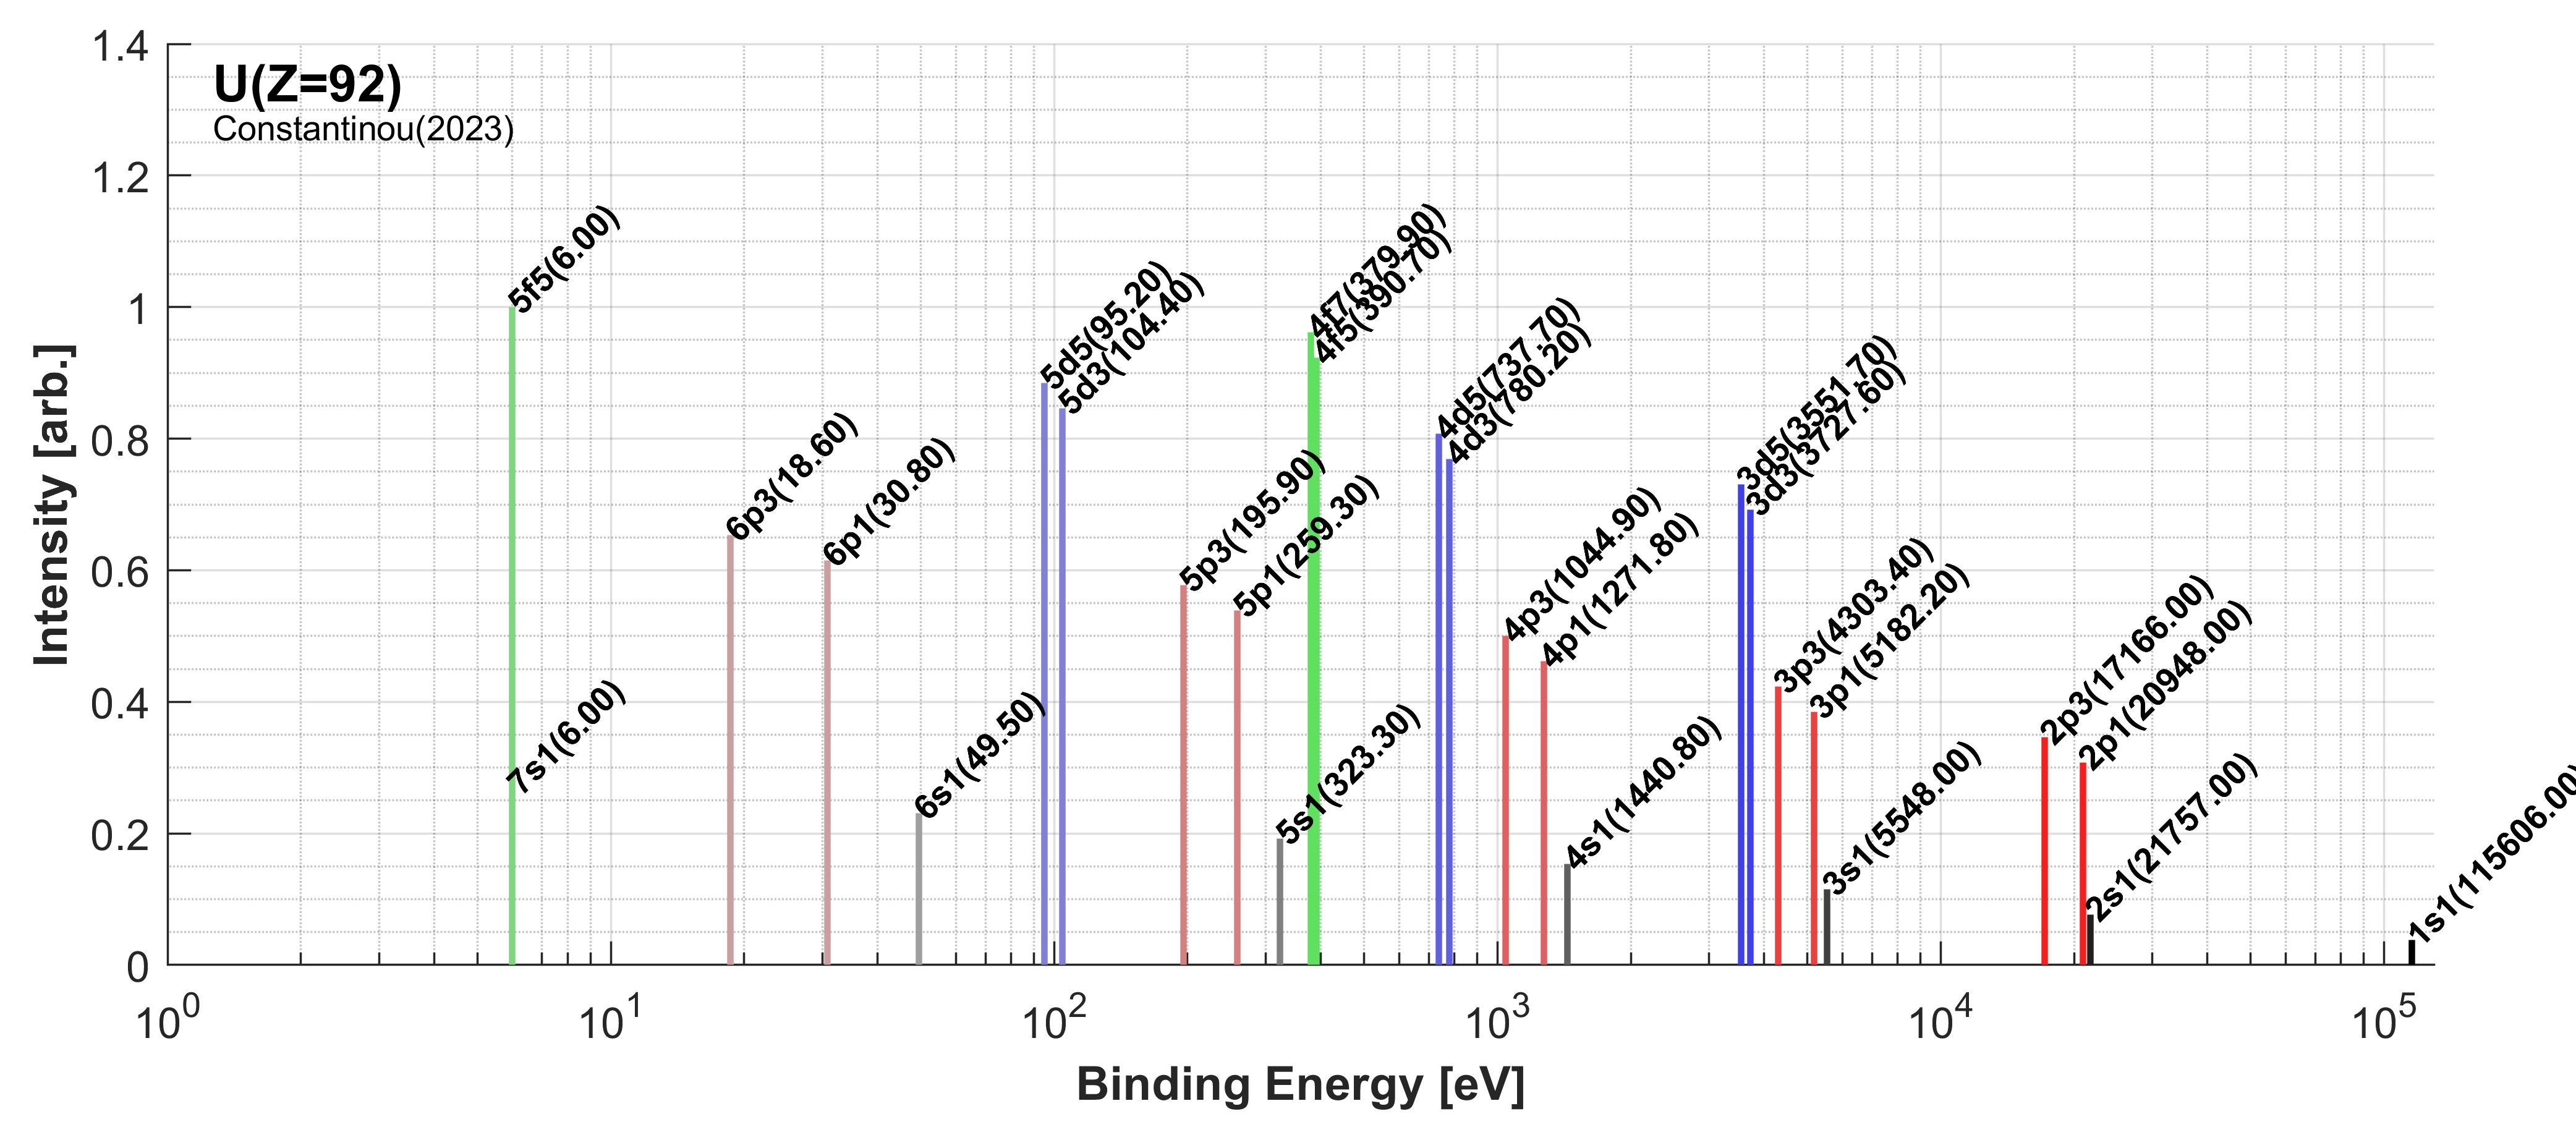 1.4
1.2
1
0.8
0.6
0.4
0.2
0
Intensity [arb.]
U(Z=92)
Constantinou(2023)
5f5(6.00)
7s1(6.00)
6p3(18.60)
6p1(30.80)
6s1(49.50)
5d5(95.20)
5d3(104.40)
5p3(195.90)
5p1(259.30)
5s1(323.30)
4f7(379.90)
4f5(390.70)
4d5(737.70)
4d3(780.20)
4p3(1044.90)
4p1(1271.80)
4s1(1440.80)
3d5(3551.70)
3d3(3727.60)
3p3(4303.40)
3p1(5182.20)
3s1(5548.00)
2p3(17166.00)
2p1(20948.00)
2s1(21757.00)
1s1(115606.00)
10^0 10^1 10^2 10^3 10^4 10^5
Binding Energy [eV]